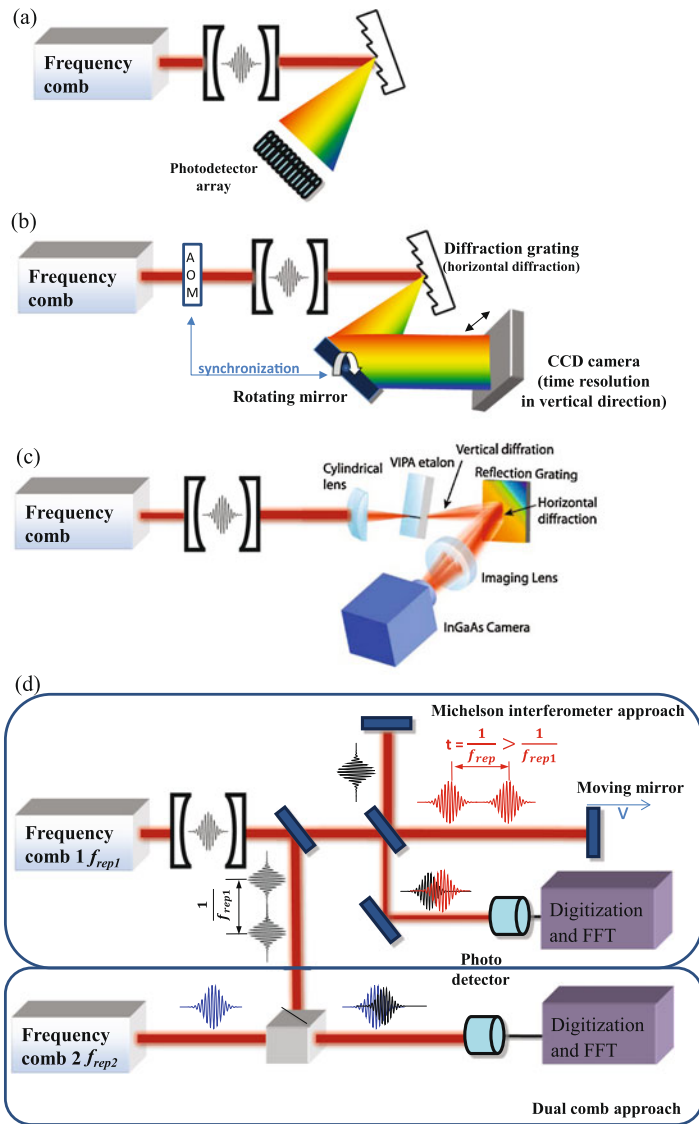 (a)
Frequency
comb
Photodetector
array
(b)
Frequency
comb
A
O
M
Diffraction grating
(horizontal diffraction)
synchronization
Rotating mirror
CCD camera
(time resolution
in vertical direction)
(c)
Frequency
comb
Cylindrical
lens
VIPA etalon
Vertical diffration
Reflection Grating
Horizontal
diffraction
Imaging Lens
InGaAs Camera
(d)
Michelson interferometer approach
t = 1/f_rep > 1/f_rep1
Moving mirror
V
Frequency
comb 1 f_rep1
1/f_rep1
Digitization
and FFT
Photo
detector
Frequency
comb 2 f_rep2
Digitization
and FFT
Dual comb approach